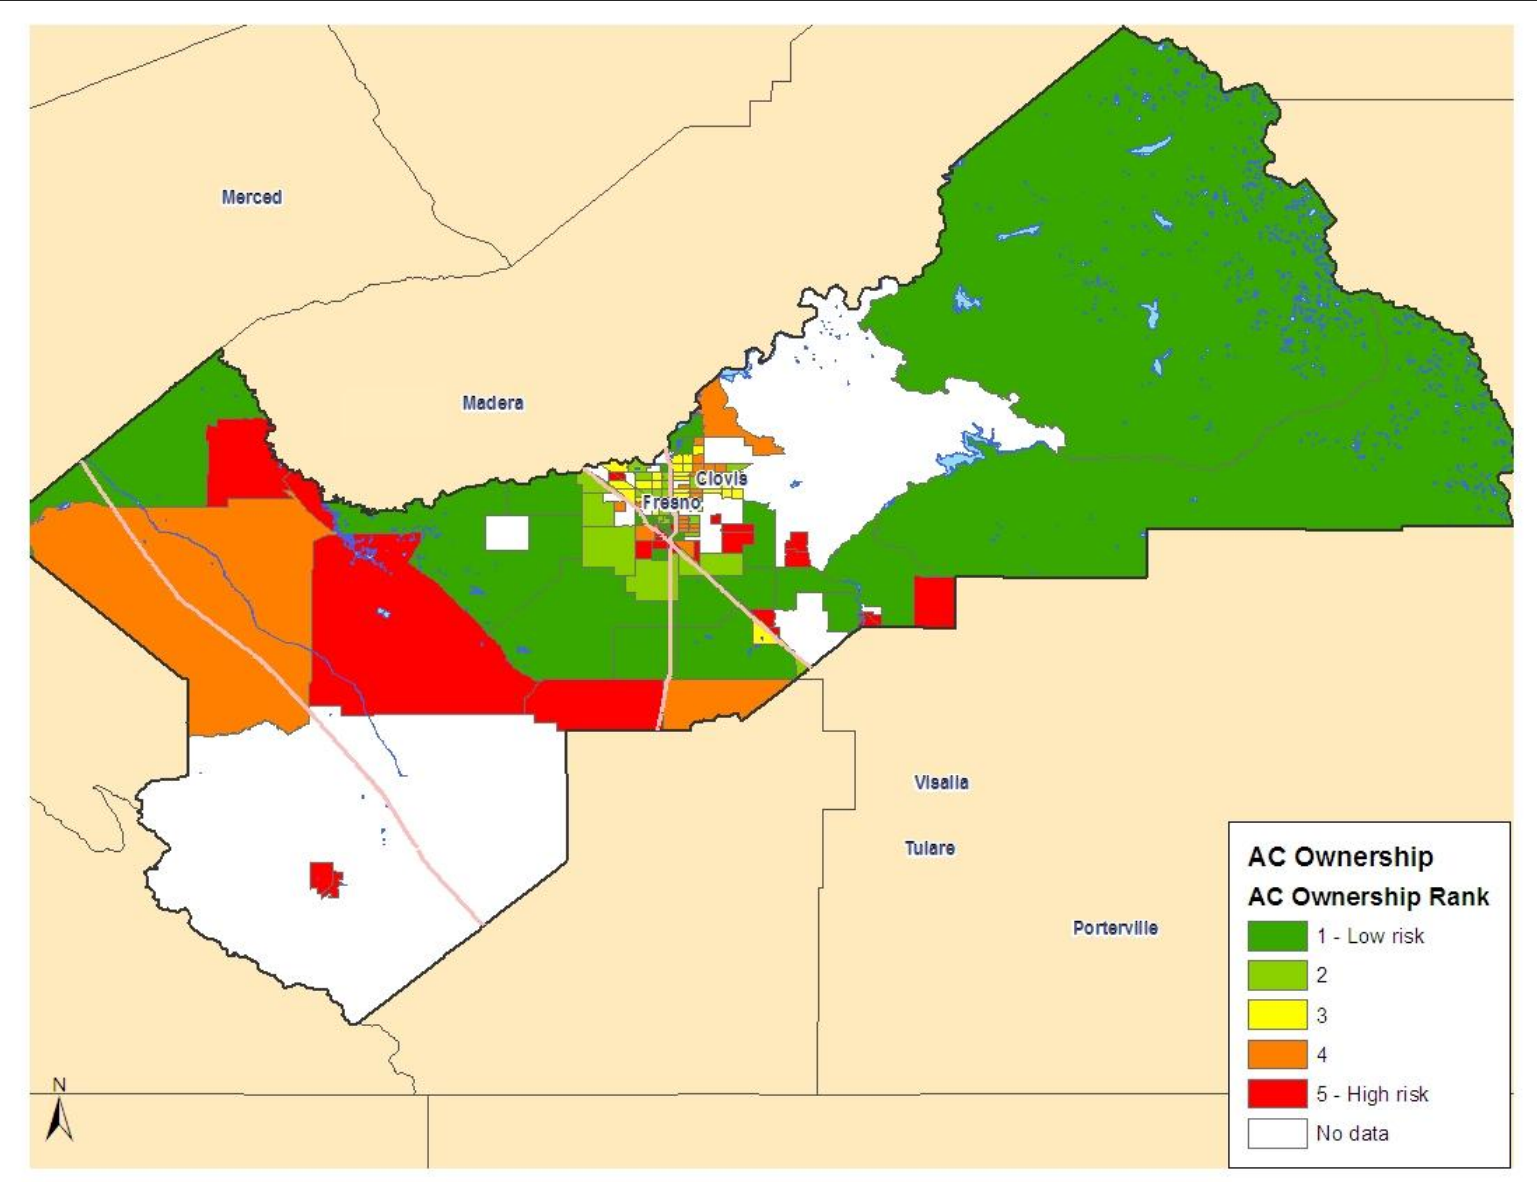 Merced
Madera
Clovis
Fresno
Visalia
Tulare
Porterville
N
AC Ownership
AC Ownership Rank
1 - Low risk
2
3
4
5 - High risk
No data